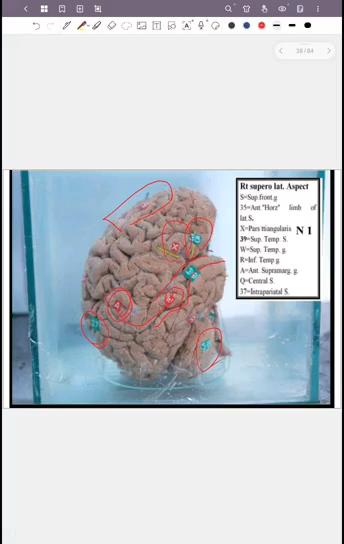 38/84
Rt supero lat. Aspect
S=Sup.front.g
35=Ant."Horz" limb of
lat S.
X=Pars ttiangularis
N 1
39=Sup. Temp. S.
W=Sup. Temp. g.
R=Inf. Temp g
A=Ant. Supramarg. g.
Q=Central S.
37=Intraparietal S.
X